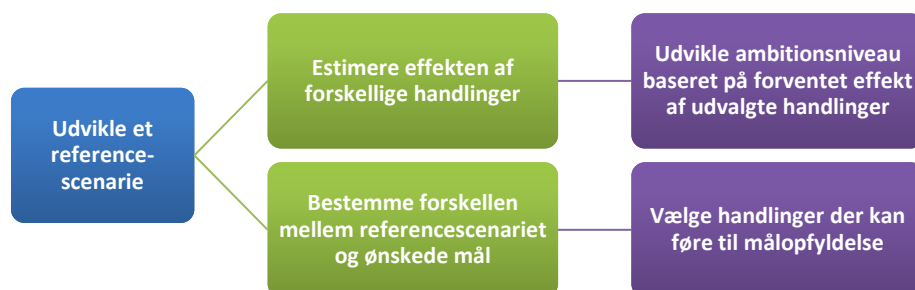 Udvikle et
reference-
scenarie
Estimere effekten af
forskellige handlinger
Udvikle ambitionsniveau
baseret på forventet effekt
af udvalgte handlinger
Bestemme forskellen
mellem referencescenariet
og ønskede mål
Vælge handlinger der kan
føre til målopfyldelse